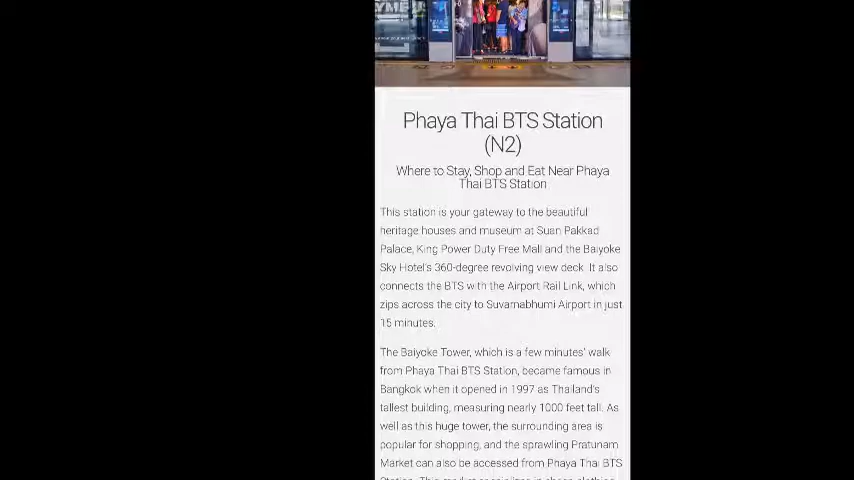 Phaya Thai BTS Station
(N2)
Where to Stay, Shop and Eat Near Phaya
Thai BTS Station
This station is your gateway to the beautiful
heritage houses and museum at Suan Pakkad
Palace, King Power Duty Free Mall and the Baiyoke
Sky Hotel's 360-degree revolving view deck. It also
connects the BTS with the Airport Rail Link, which
zips across the city to Suvarnabhumi Airport in just
15 minutes.
The Baiyoke Tower, which is a few minutes' walk
from Phaya Thai BTS Station, became famous in
Bangkok when it opened in 1997 as Thailand's
tallest building, measuring nearly 1000 feet tall. As
well as this huge tower, the surrounding area is
popular for shopping, and the sprawling Pratunam
Market can also be accessed from Phaya Thai BTS